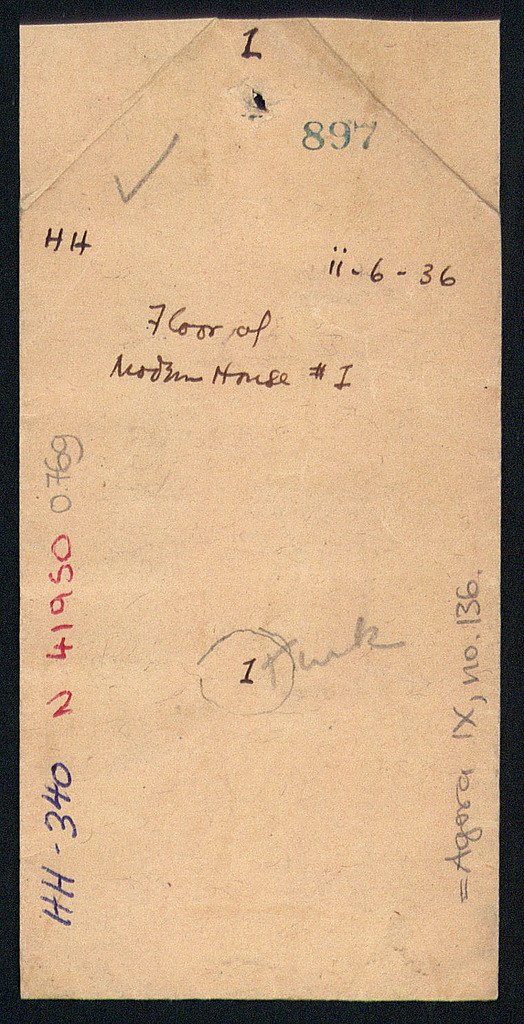 1
897
HH
ii-6-36
Floor of
Modern House #I
1 Turk
HH-340 N 41950 0769
=Agora IX, no. 136.